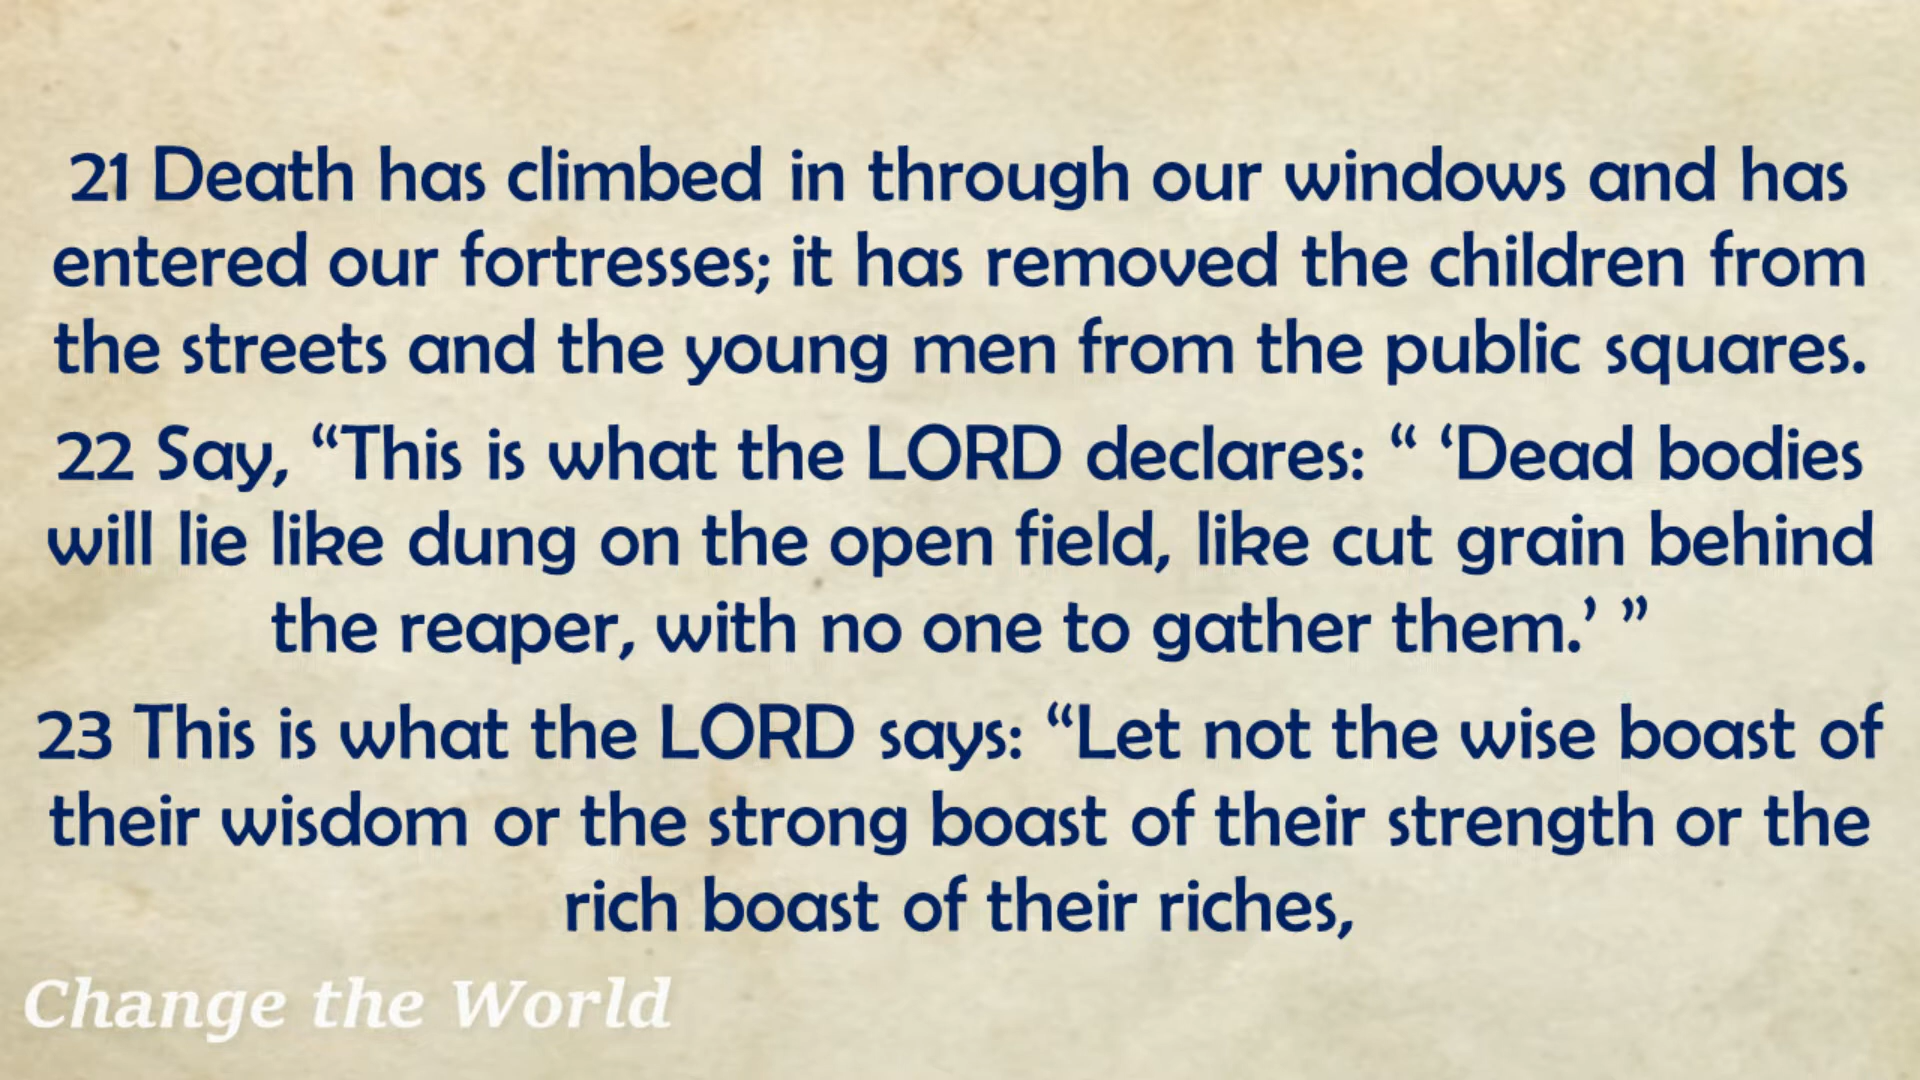 21 Death has climbed in through our windows and has
entered our fortresses; it has removed the children from
the streets and the young men from the public squares.
22 Say, “This is what the LORD declares: “ ‘Dead bodies
will lie like dung on the open field, like cut grain behind
the reaper, with no one to gather them.’ ”
23 This is what the LORD says: “Let not the wise boast of
their wisdom or the strong boast of their strength or the
rich boast of their riches,
Change the World